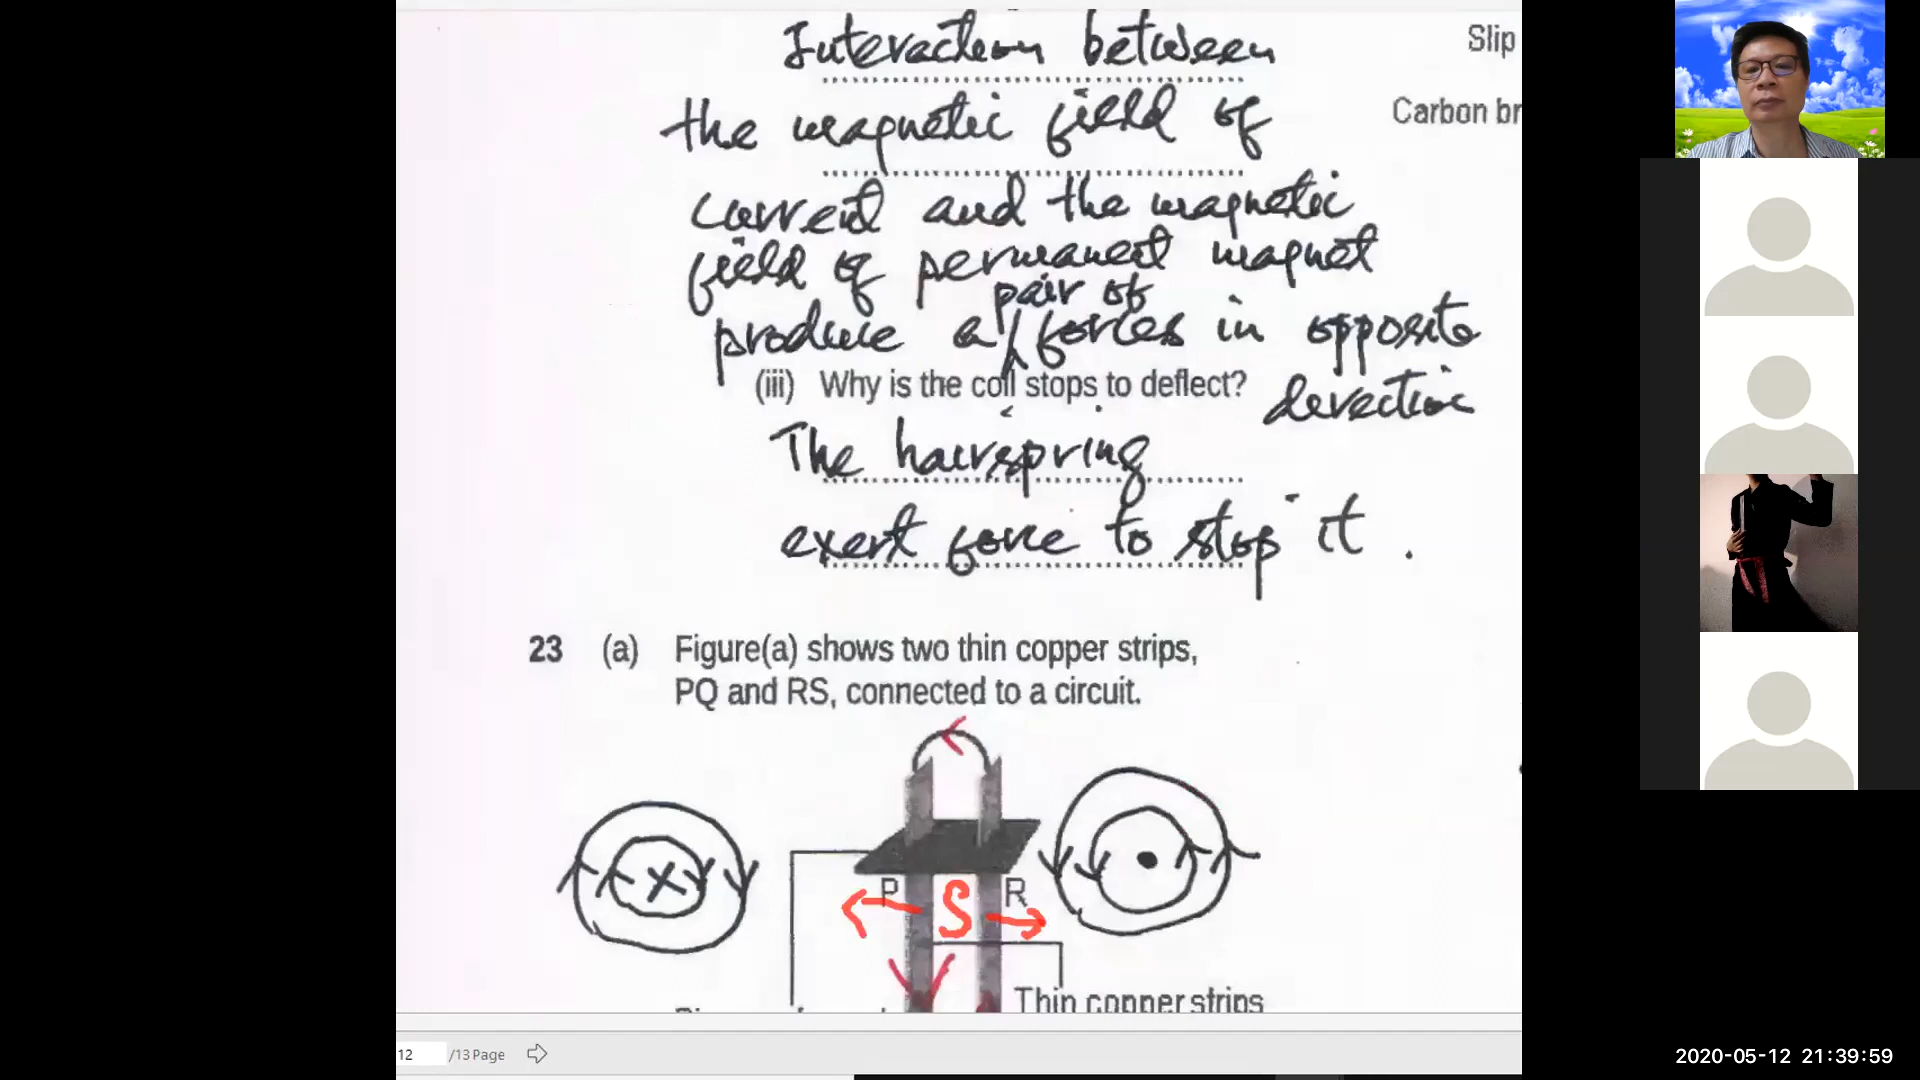 Interaction between
Slip
the magnetic field of
Carbon br
current and the magnetic
field of permanent magnet
pair of
produce a forces in opposite
(iii) Why is the coil stops to deflect?
direction
The hairspring
exert force to stop it .
23 (a) Figure(a) shows two thin copper strips,
PQ and RS, connected to a circuit.
P S R
Thin copper strips
12 /13 Page
2020-05-12 21:39:59